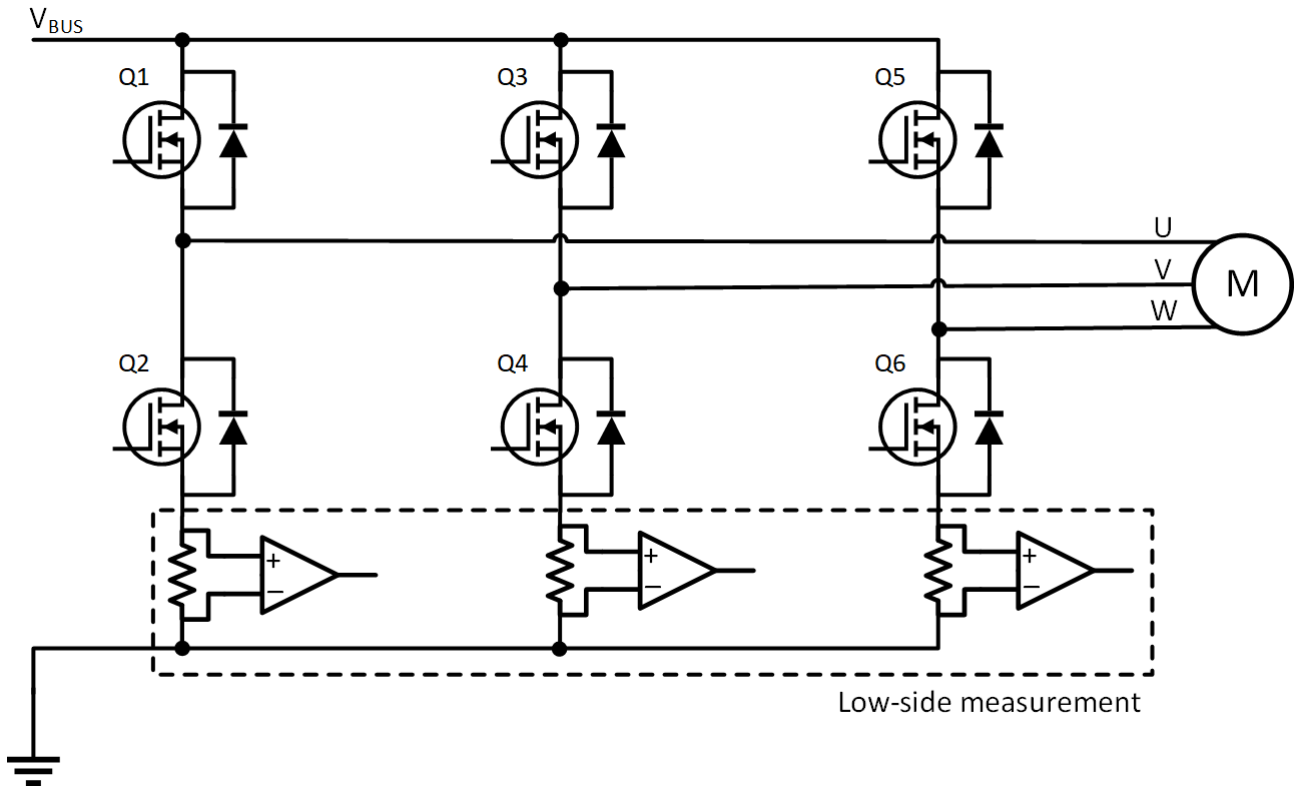 VBUS
Q1
Q3
Q5
U
V
M
W
Q2
Q4
Q6
+
+
+
−
−
−
Low-side measurement